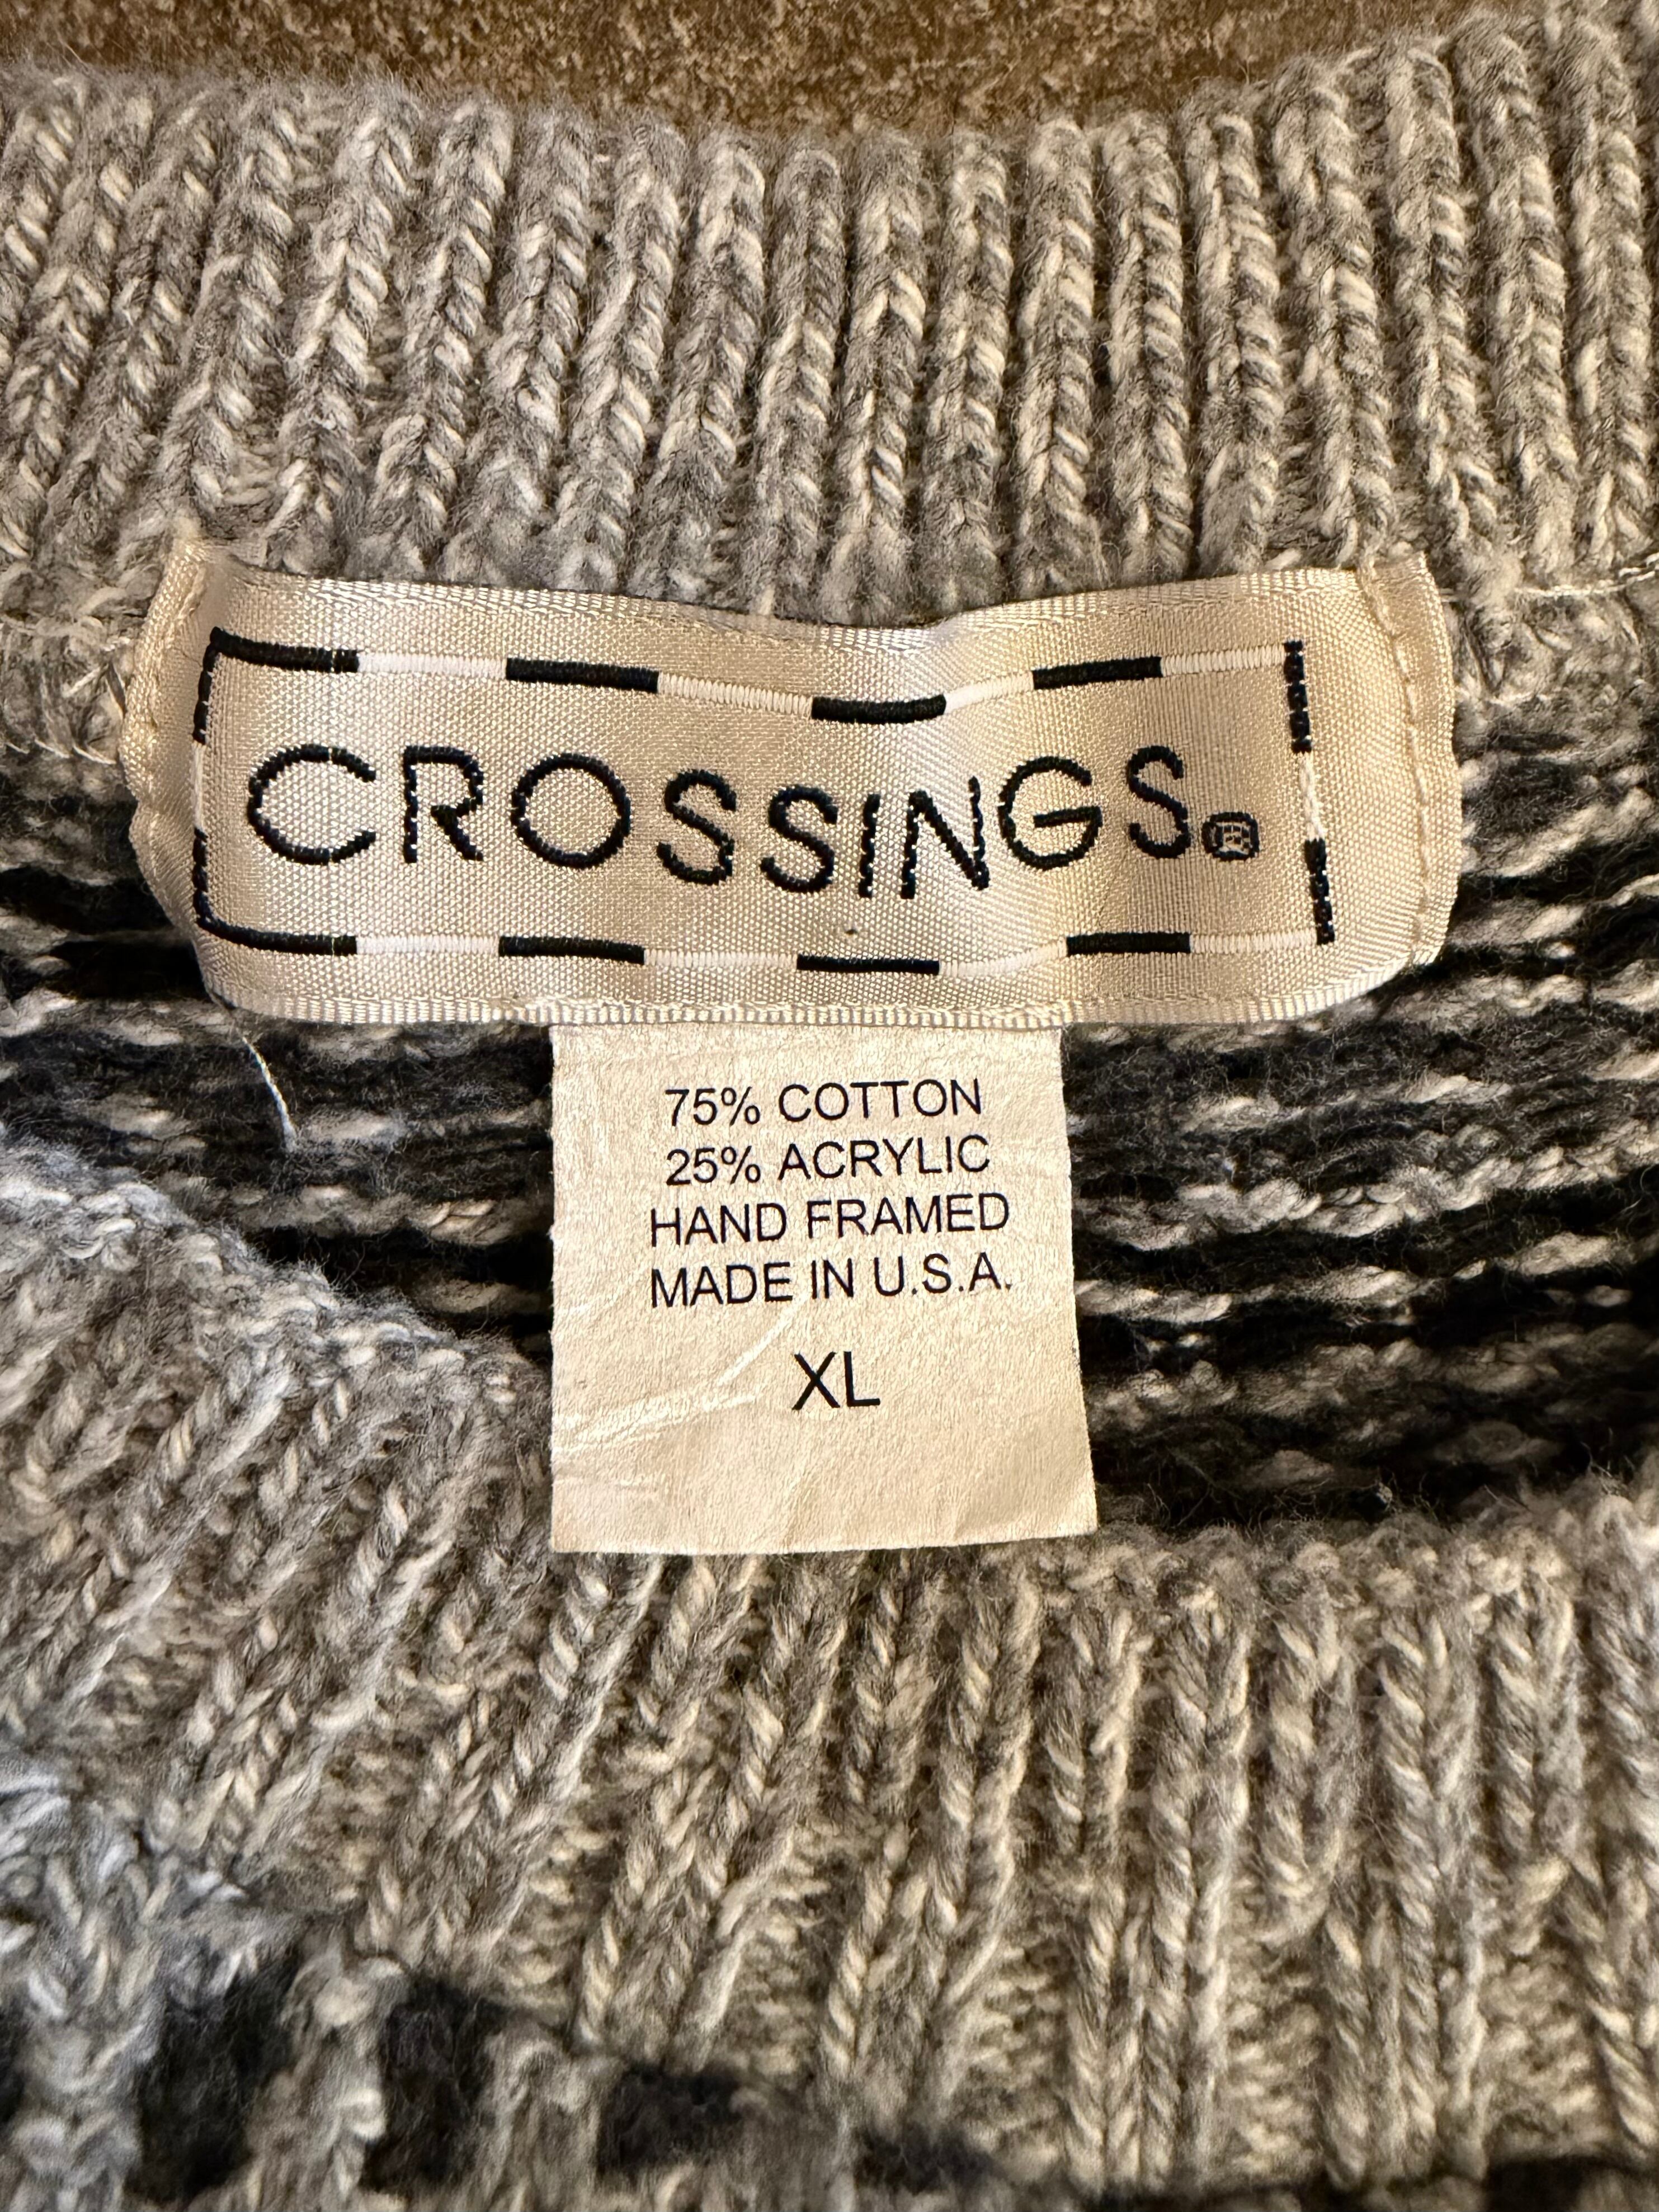 CROSSINGS®
75% COTTON
25% ACRYLIC
HAND FRAMED
MADE IN U.S.A.
XL